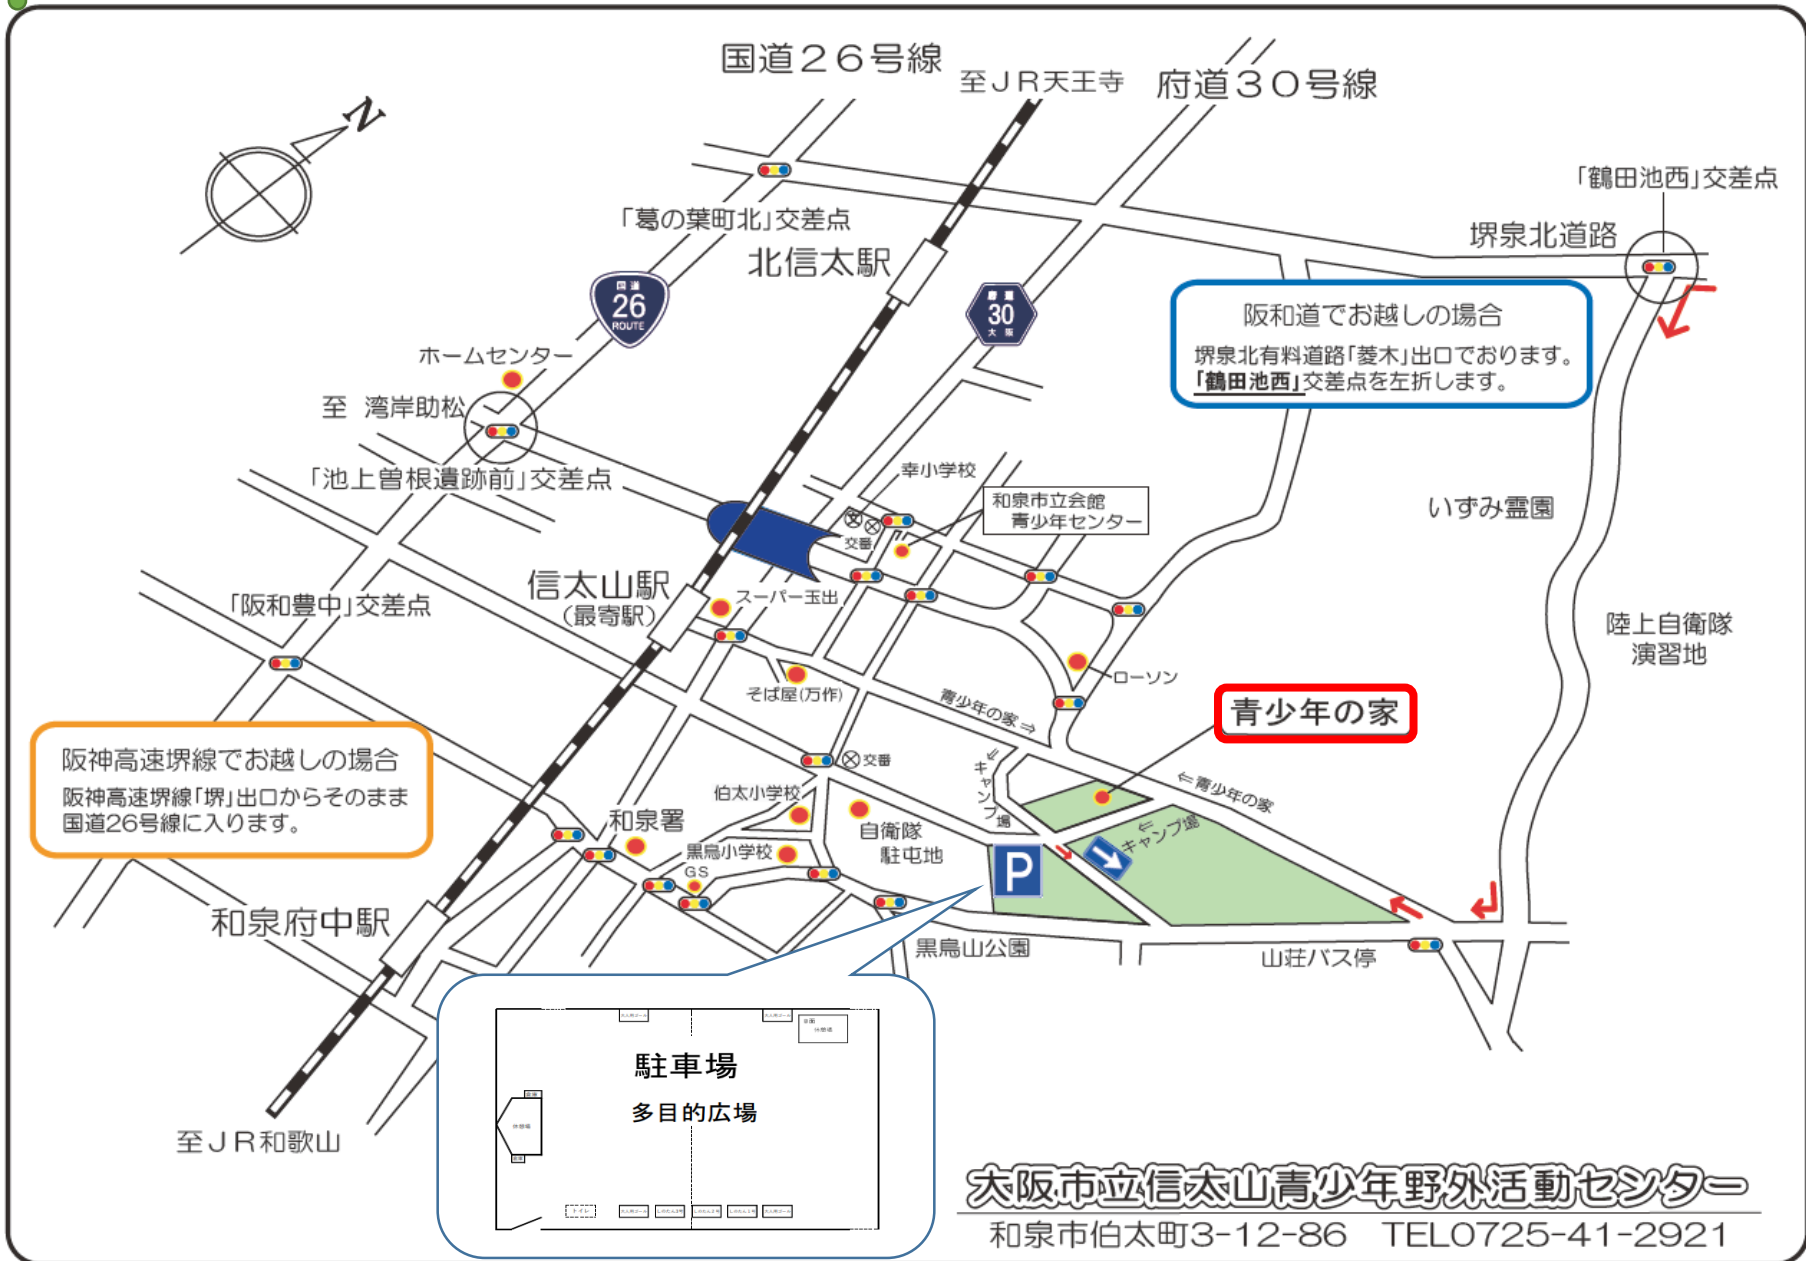 国道26号線
至JR天王寺
府道30号線
N
「鶴田池西」交差点
「葛の葉町北」交差点
堺泉北道路
北信太駅
国道
26
ROUTE
30
大阪
阪和道でお越しの場合
堺泉北有料道路「菱木」出口でおります。
「鶴田池西」交差点を左折します。
ホームセンター
至 湾岸助松
「池上曽根遺跡前」交差点
幸小学校
和泉市立会館
青少年センター
いずみ霊園
交番
信太山駅
(最寄駅)
スーパー玉出
「阪和豊中」交差点
陸上自衛隊
演習地
そば屋(万作)
ローソン
青少年の家⇒
青少年の家
⇐キャンプ場
⇐青少年の家
阪神高速堺線でお越しの場合
阪神高速堺線「堺」出口からそのまま
国道26号線に入ります。
交番
伯太小学校
和泉署
自衛隊
駐屯地
⇐キャンプ場
黒鳥小学校
GS
P
和泉府中駅
黒鳥山公園
山荘バス停
駐車場
多目的広場
トイレ
至JR和歌山
大阪市立信太山青少年野外活動センター
和泉市伯太町3-12-86 TEL0725-41-2921